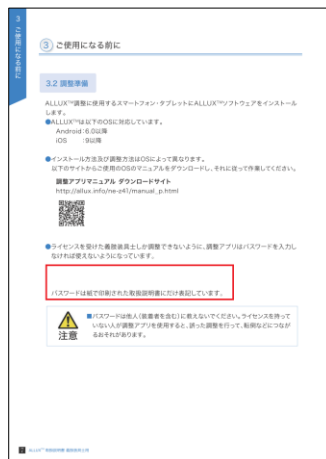 3 ご使用になる前に
3 ご使用になる前に
3.2 調整準備
ALLUX™調整に使用するスマートフォン・タブレットにALLUX™ソフトウェアをインストール
します。
●ALLUX™は以下のOSに対応しています。
Android:6.0以降
iOS :9以降
●インストール方法及び調整方法はOSによって異なります。
以下のサイトからご使用のOSのマニュアルをダウンロードし、それに従って作業してください。
調整アプリマニュアル ダウンロードサイト
http://allux.info/ne-z41/manual_p.html
●ライセンスを受けた義肢装具士しか調整できないように、調整アプリはパスワードを入力し
なければ使えないようになっています。
パスワードは紙で印刷された取扱説明書にだけ表記しています。
注意
■パスワードは他人(装着者を含む)に教えないでください。ライセンスを持って
いない人が調整アプリを使用すると、誤った調整を行って、転倒などにつなが
るおそれがあります。
ALLUX™ 取扱説明書 義肢装具士用